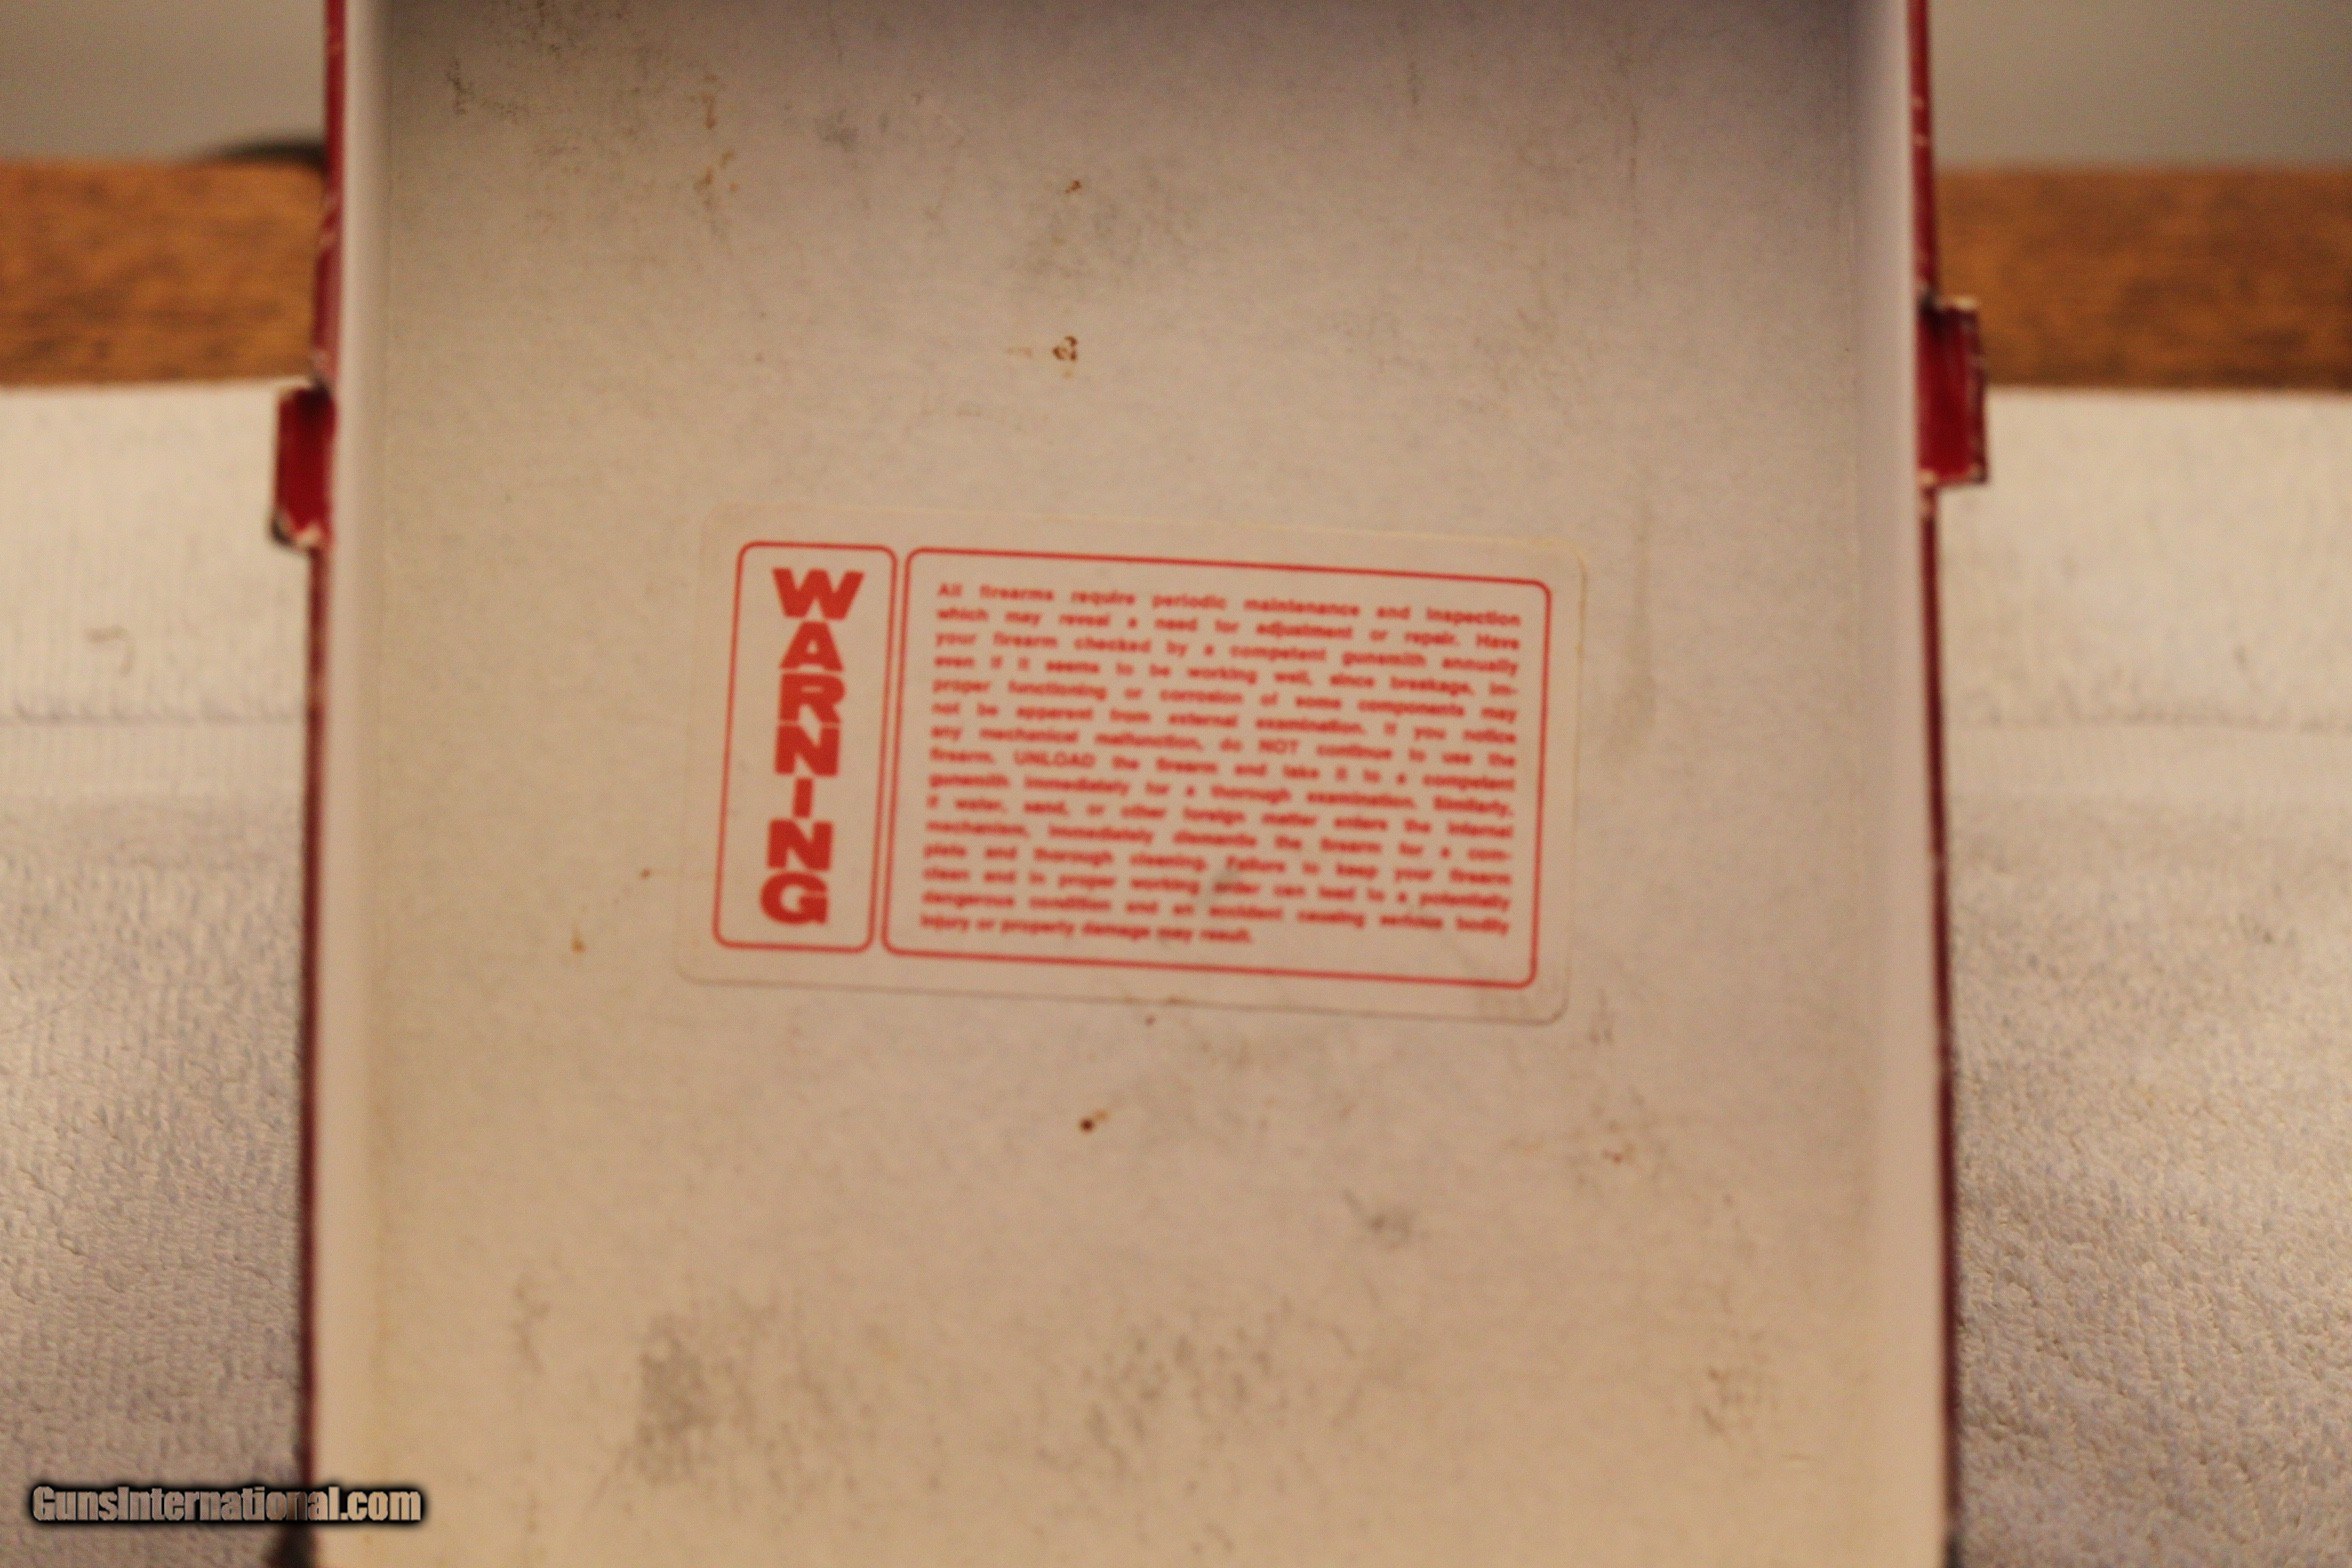 WARNING
All firearms require periodic maintenance and inspection
which may reveal a need for adjustment or repair. Have
your firearm checked by a competent gunsmith annually
even if it seems to be working well, since breakage, im-
proper functioning or corrosion of some components may
not be apparent from external examination. If you notice
any mechanical malfunction, do NOT continue to use the
firearm, UNLOAD the firearm and take it to a competent
gunsmith immediately for a thorough examination. Similarly,
if water, sand, or other foreign matter enters the internal
mechanism, immediately dismantle the firearm for a com-
plete and thorough cleaning. Failure to keep your firearm
clean and in proper working order can lead to a potentially
dangerous condition and an accident causing serious bodily
injury or property damage may result.
GunsInternational.com